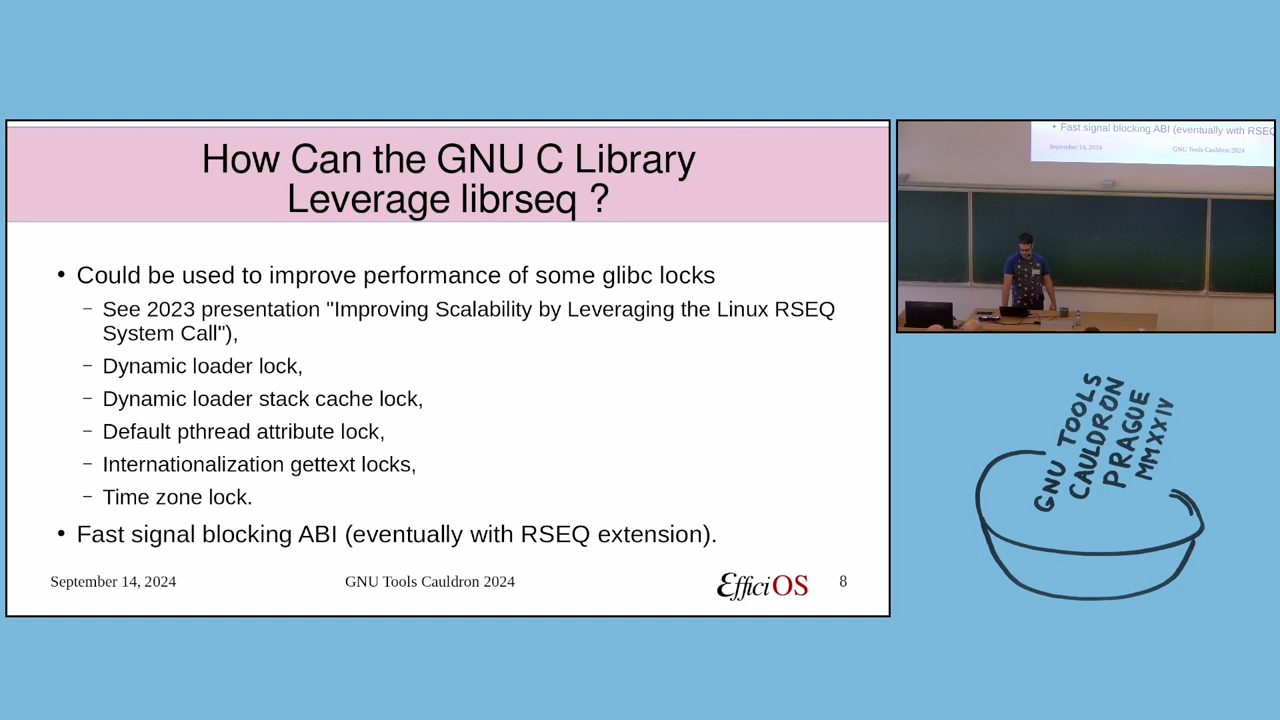 How Can the GNU C Library
Leverage librseq ?
• Could be used to improve performance of some glibc locks
– See 2023 presentation "Improving Scalability by Leveraging the Linux RSEQ
System Call"),
– Dynamic loader lock,
– Dynamic loader stack cache lock,
– Default pthread attribute lock,
– Internationalization gettext locks,
– Time zone lock.
• Fast signal blocking ABI (eventually with RSEQ extension).
September 14, 2024
GNU Tools Cauldron 2024
EfficiOS
8
• Fast signal blocking ABI (eventually with RSEQ
September 14, 2024
GNU Tools Cauldron 2024
GNU TOOLS
CAULDRON
PRAGUE
MMXXIV